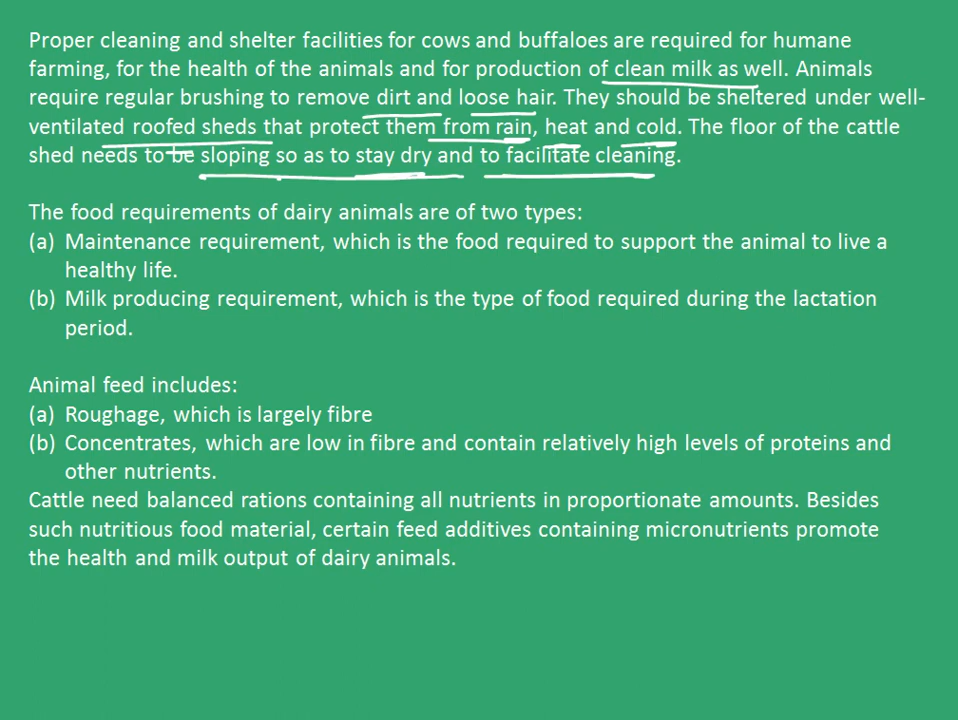 Proper cleaning and shelter facilities for cows and buffaloes are required for humane
farming, for the health of the animals and for production of clean milk as well. Animals
require regular brushing to remove dirt and loose hair. They should be sheltered under well-
ventilated roofed sheds that protect them from rain, heat and cold. The floor of the cattle
shed needs to be sloping so as to stay dry and to facilitate cleaning.
The food requirements of dairy animals are of two types:
(a) Maintenance requirement, which is the food required to support the animal to live a
healthy life.
(b) Milk producing requirement, which is the type of food required during the lactation
period.
Animal feed includes:
(a) Roughage, which is largely fibre
(b) Concentrates, which are low in fibre and contain relatively high levels of proteins and
other nutrients.
Cattle need balanced rations containing all nutrients in proportionate amounts. Besides
such nutritious food material, certain feed additives containing micronutrients promote
the health and milk output of dairy animals.